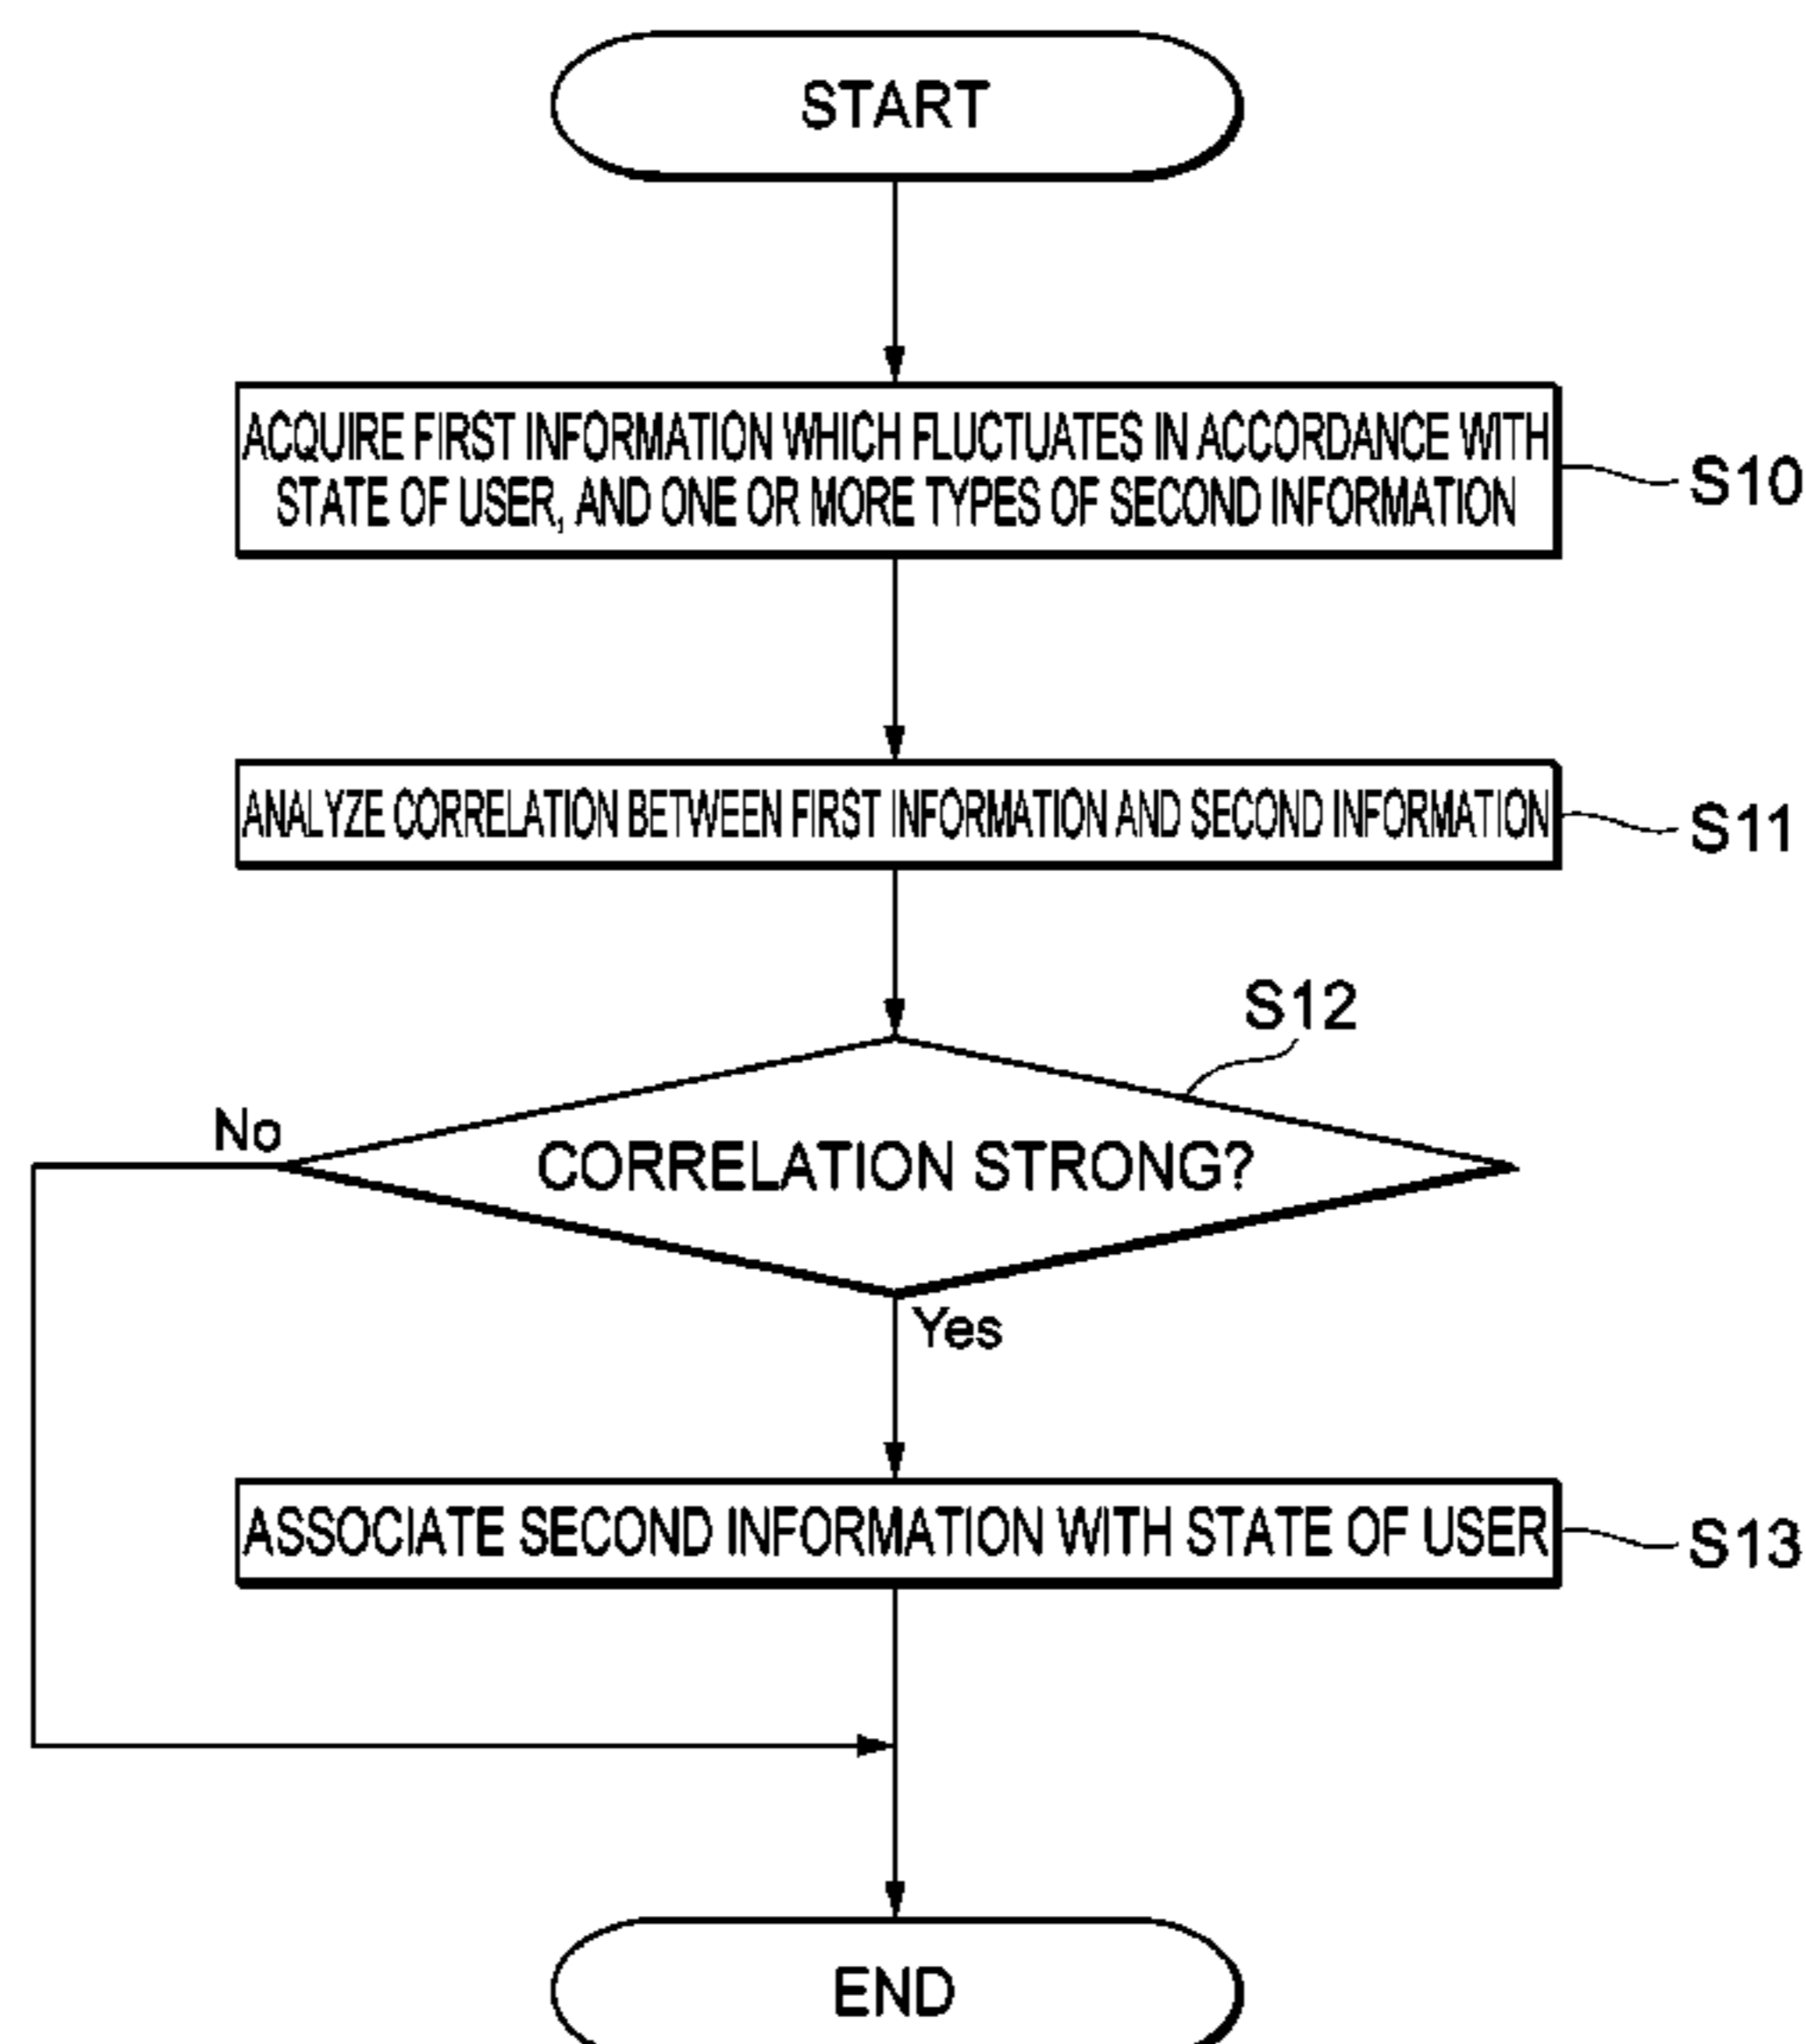 START
ACQUIRE FIRST INFORMATION WHICH FLUCTUATES IN ACCORDANCE WITH
STATE OF USER, AND ONE OR MORE TYPES OF SECOND INFORMATION
S10
ANALYZE CORRELATION BETWEEN FIRST INFORMATION AND SECOND INFORMATION
S11
S12
No
CORRELATION STRONG?
Yes
ASSOCIATE SECOND INFORMATION WITH STATE OF USER
S13
END